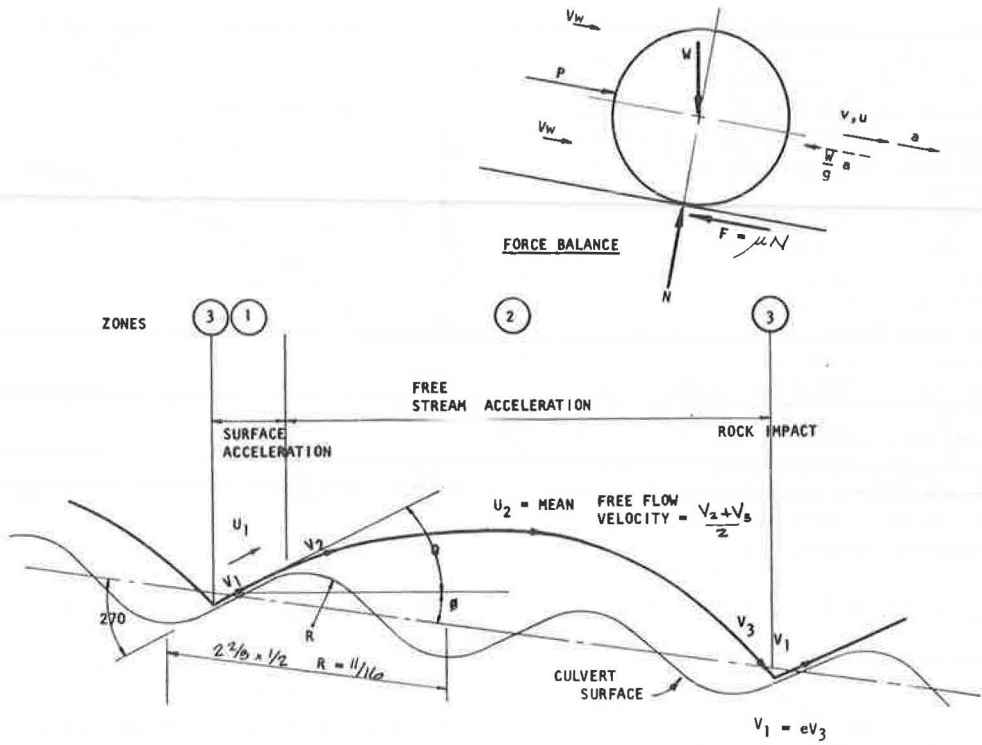 Vw
W
P
Vw
v,u
a
W/g a
F = μN
FORCE BALANCE
N
ZONES
3
1
2
3
FREE
STREAM ACCELERATION
SURFACE
ACCELERATION
ROCK IMPACT
U2 = MEAN FREE FLOW
VELOCITY = V2+V3/2
U1
V2
θ
V1
ø
270
R
V3
V1
2 2/3 x 1/2 R = 11/16
CULVERT
SURFACE
V1 = eV3